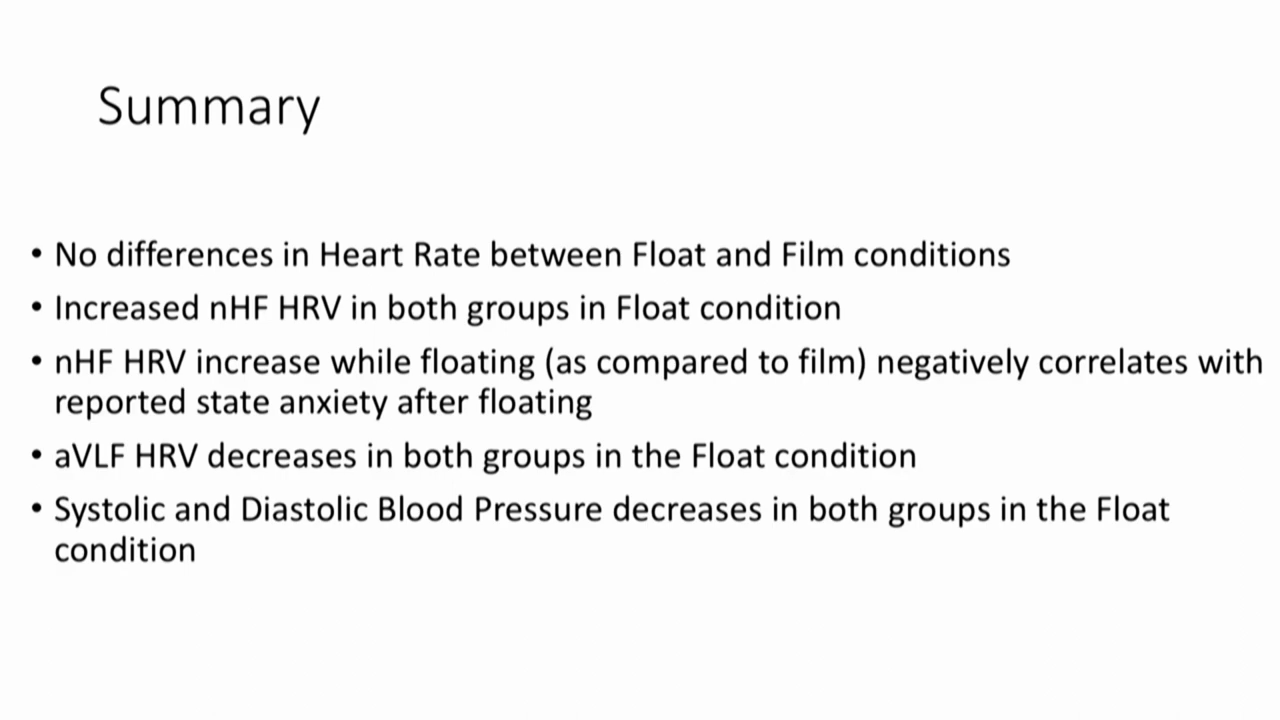 Summary
• No differences in Heart Rate between Float and Film conditions
• Increased nHF HRV in both groups in Float condition
• nHF HRV increase while floating (as compared to film) negatively correlates with
reported state anxiety after floating
• aVLF HRV decreases in both groups in the Float condition
• Systolic and Diastolic Blood Pressure decreases in both groups in the Float
condition